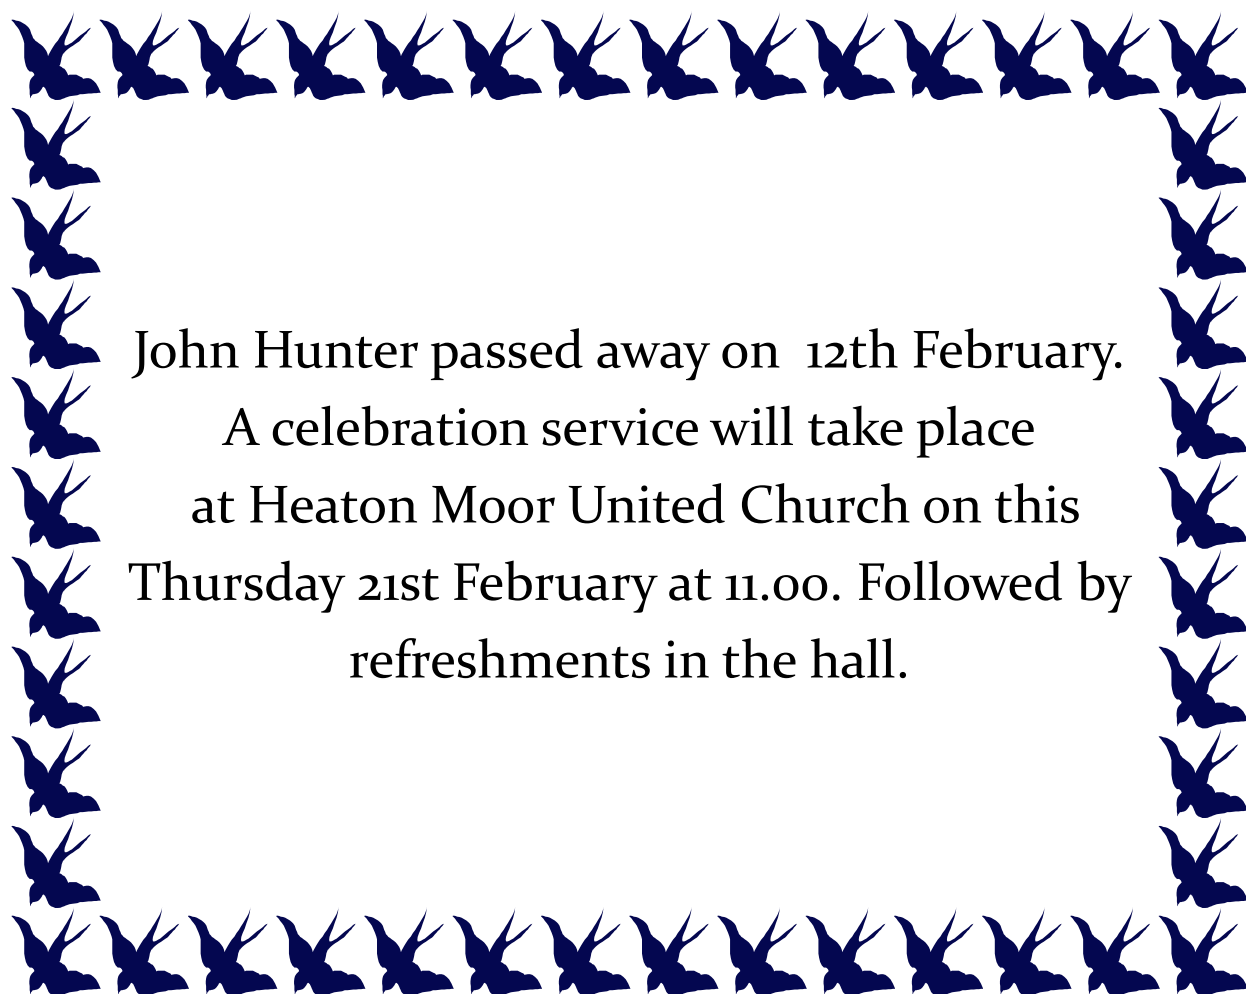 John Hunter passed away on  12th February.
A celebration service will take place
at Heaton Moor United Church on this
Thursday 21st February at 11.00. Followed by
refreshments in the hall.